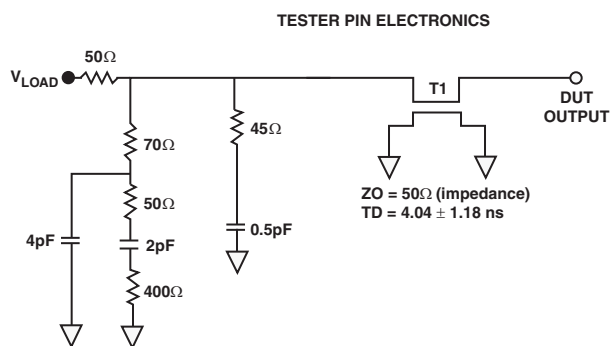 TESTER PIN ELECTRONICS
50Ω
VLOAD
T1
DUT
OUTPUT
70Ω
45Ω
50Ω
4pF
2pF
0.5pF
400Ω
ZO = 50Ω (impedance)
TD = 4.04 ± 1.18 ns